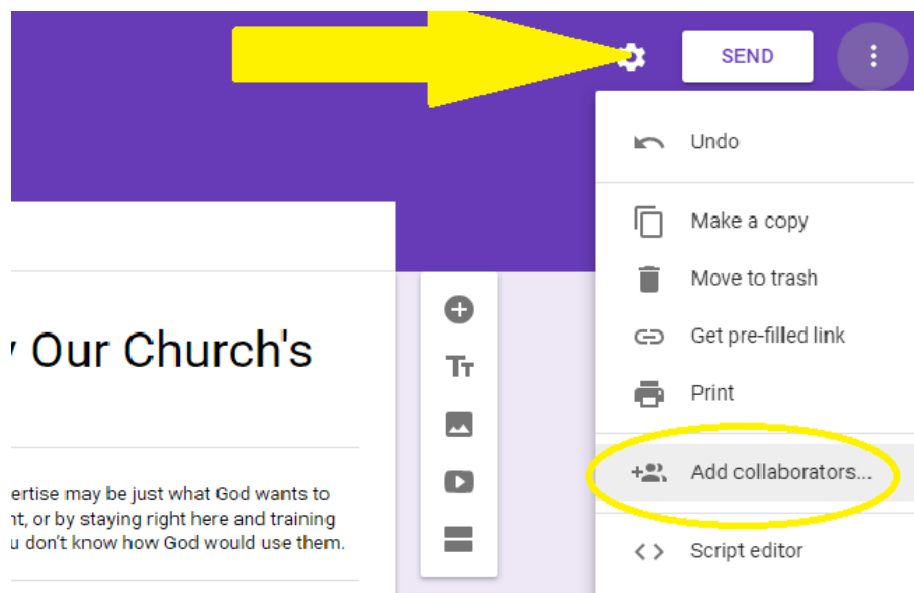 SEND
Undo
Make a copy
Move to trash
Get pre-filled link
Print
Add collaborators...
Script editor
Our Church's
Tт
ertise may be just what God wants to
nt, or by staying right here and training
u don't know how God would use them.